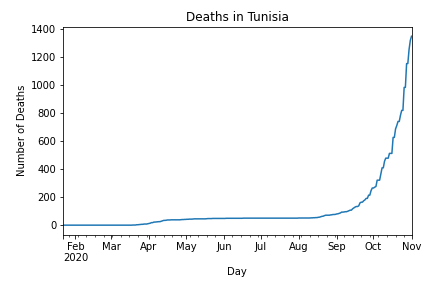 Deaths in Tunisia
Number of Deaths
1400
1200
1000
800
600
400
200
0
Feb Mar Apr May Jun Jul Aug Sep Oct Nov
2020
Day